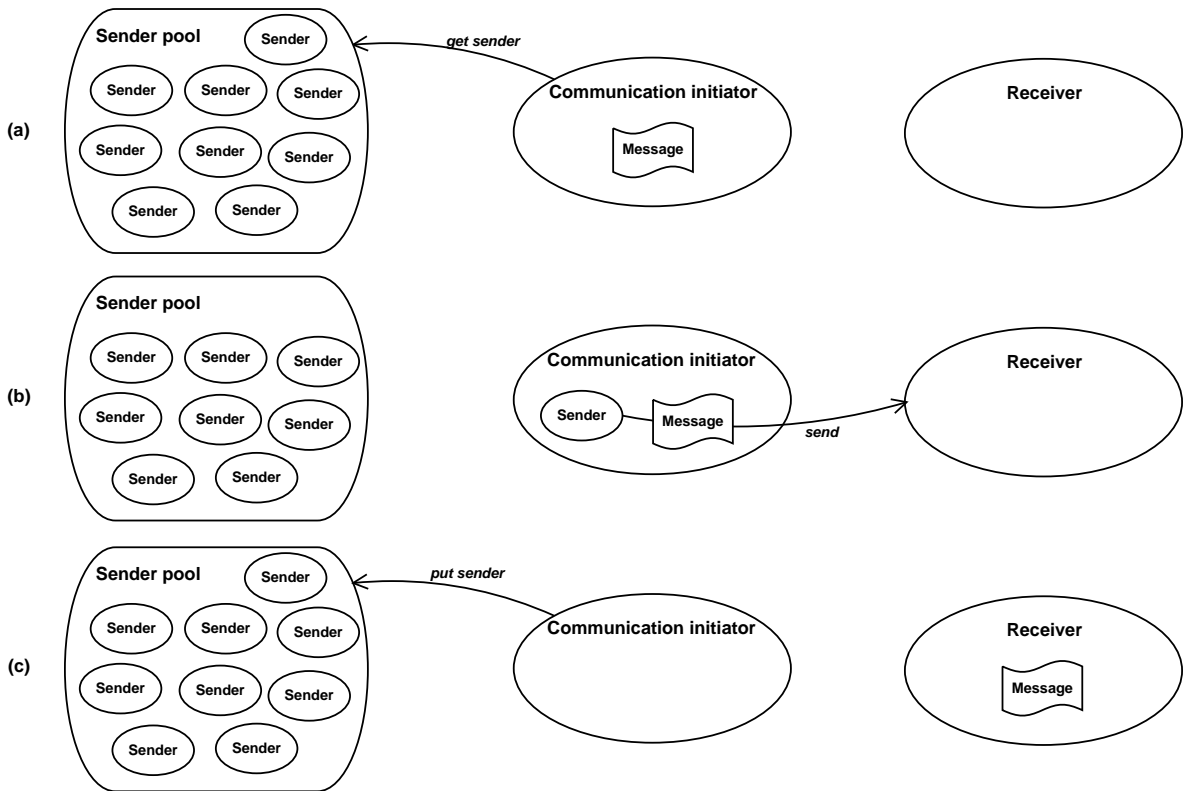 Sender pool
Sender
get sender
Sender
Sender
Sender
Communication initiator
Receiver
(a)
Sender
Sender
Sender
Message
Sender
Sender
Sender pool
Sender
Sender
Sender
Communication initiator
Receiver
(b)
Sender
Sender
Sender
Sender
Message
send
Sender
Sender
Sender pool
Sender
put sender
Sender
Sender
Sender
Communication initiator
Receiver
(c)
Sender
Sender
Sender
Message
Sender
Sender